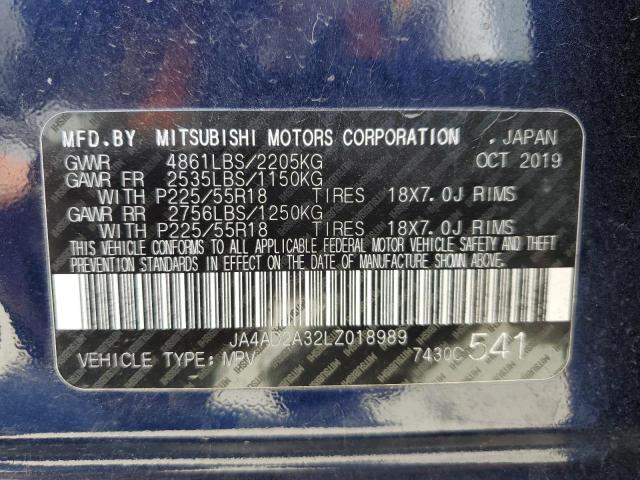 MFD.BY MITSUBISHI MOTORS CORPORATION . JAPAN
GVWR 4861LBS/2205KG OCT 2019
GAWR FR 2535LBS/1150KG
WITH P225/55R18 TIRES 18X7.0J RIMS
GAWR RR 2756LBS/1250KG
WITH P225/55R18 TIRES 18X7.0J RIMS
THIS VEHICLE CONFORMS TO ALL APPLICABLE FEDERAL MOTOR VEHICLE SAFETY AND THEFT
PREVENTION STANDARDS IN EFFECT ON THE DATE OF MANUFACTURE SHOWN ABOVE.
JA4AD2A32LZ018989
VEHICLE TYPE: MPV 7430C 541